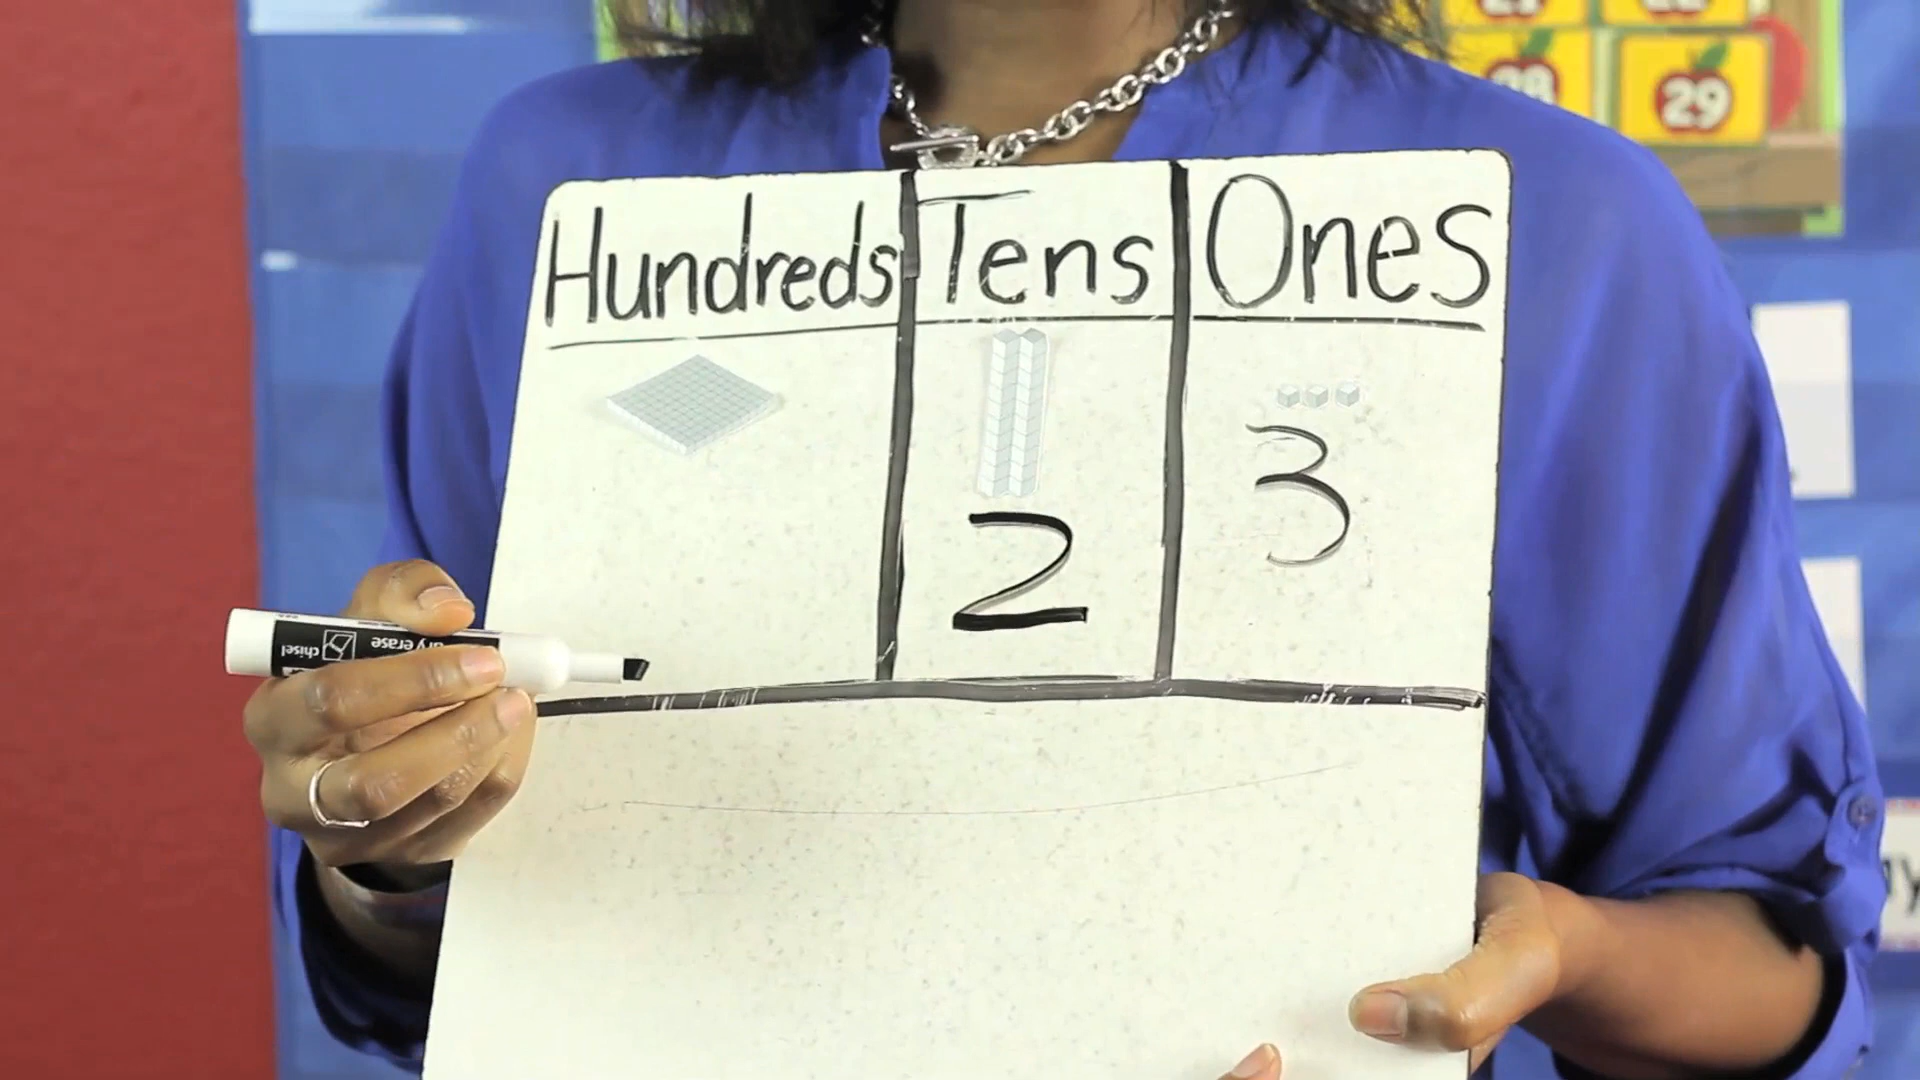 29
Hundreds Tens Ones
3
2
dry erase
chisel